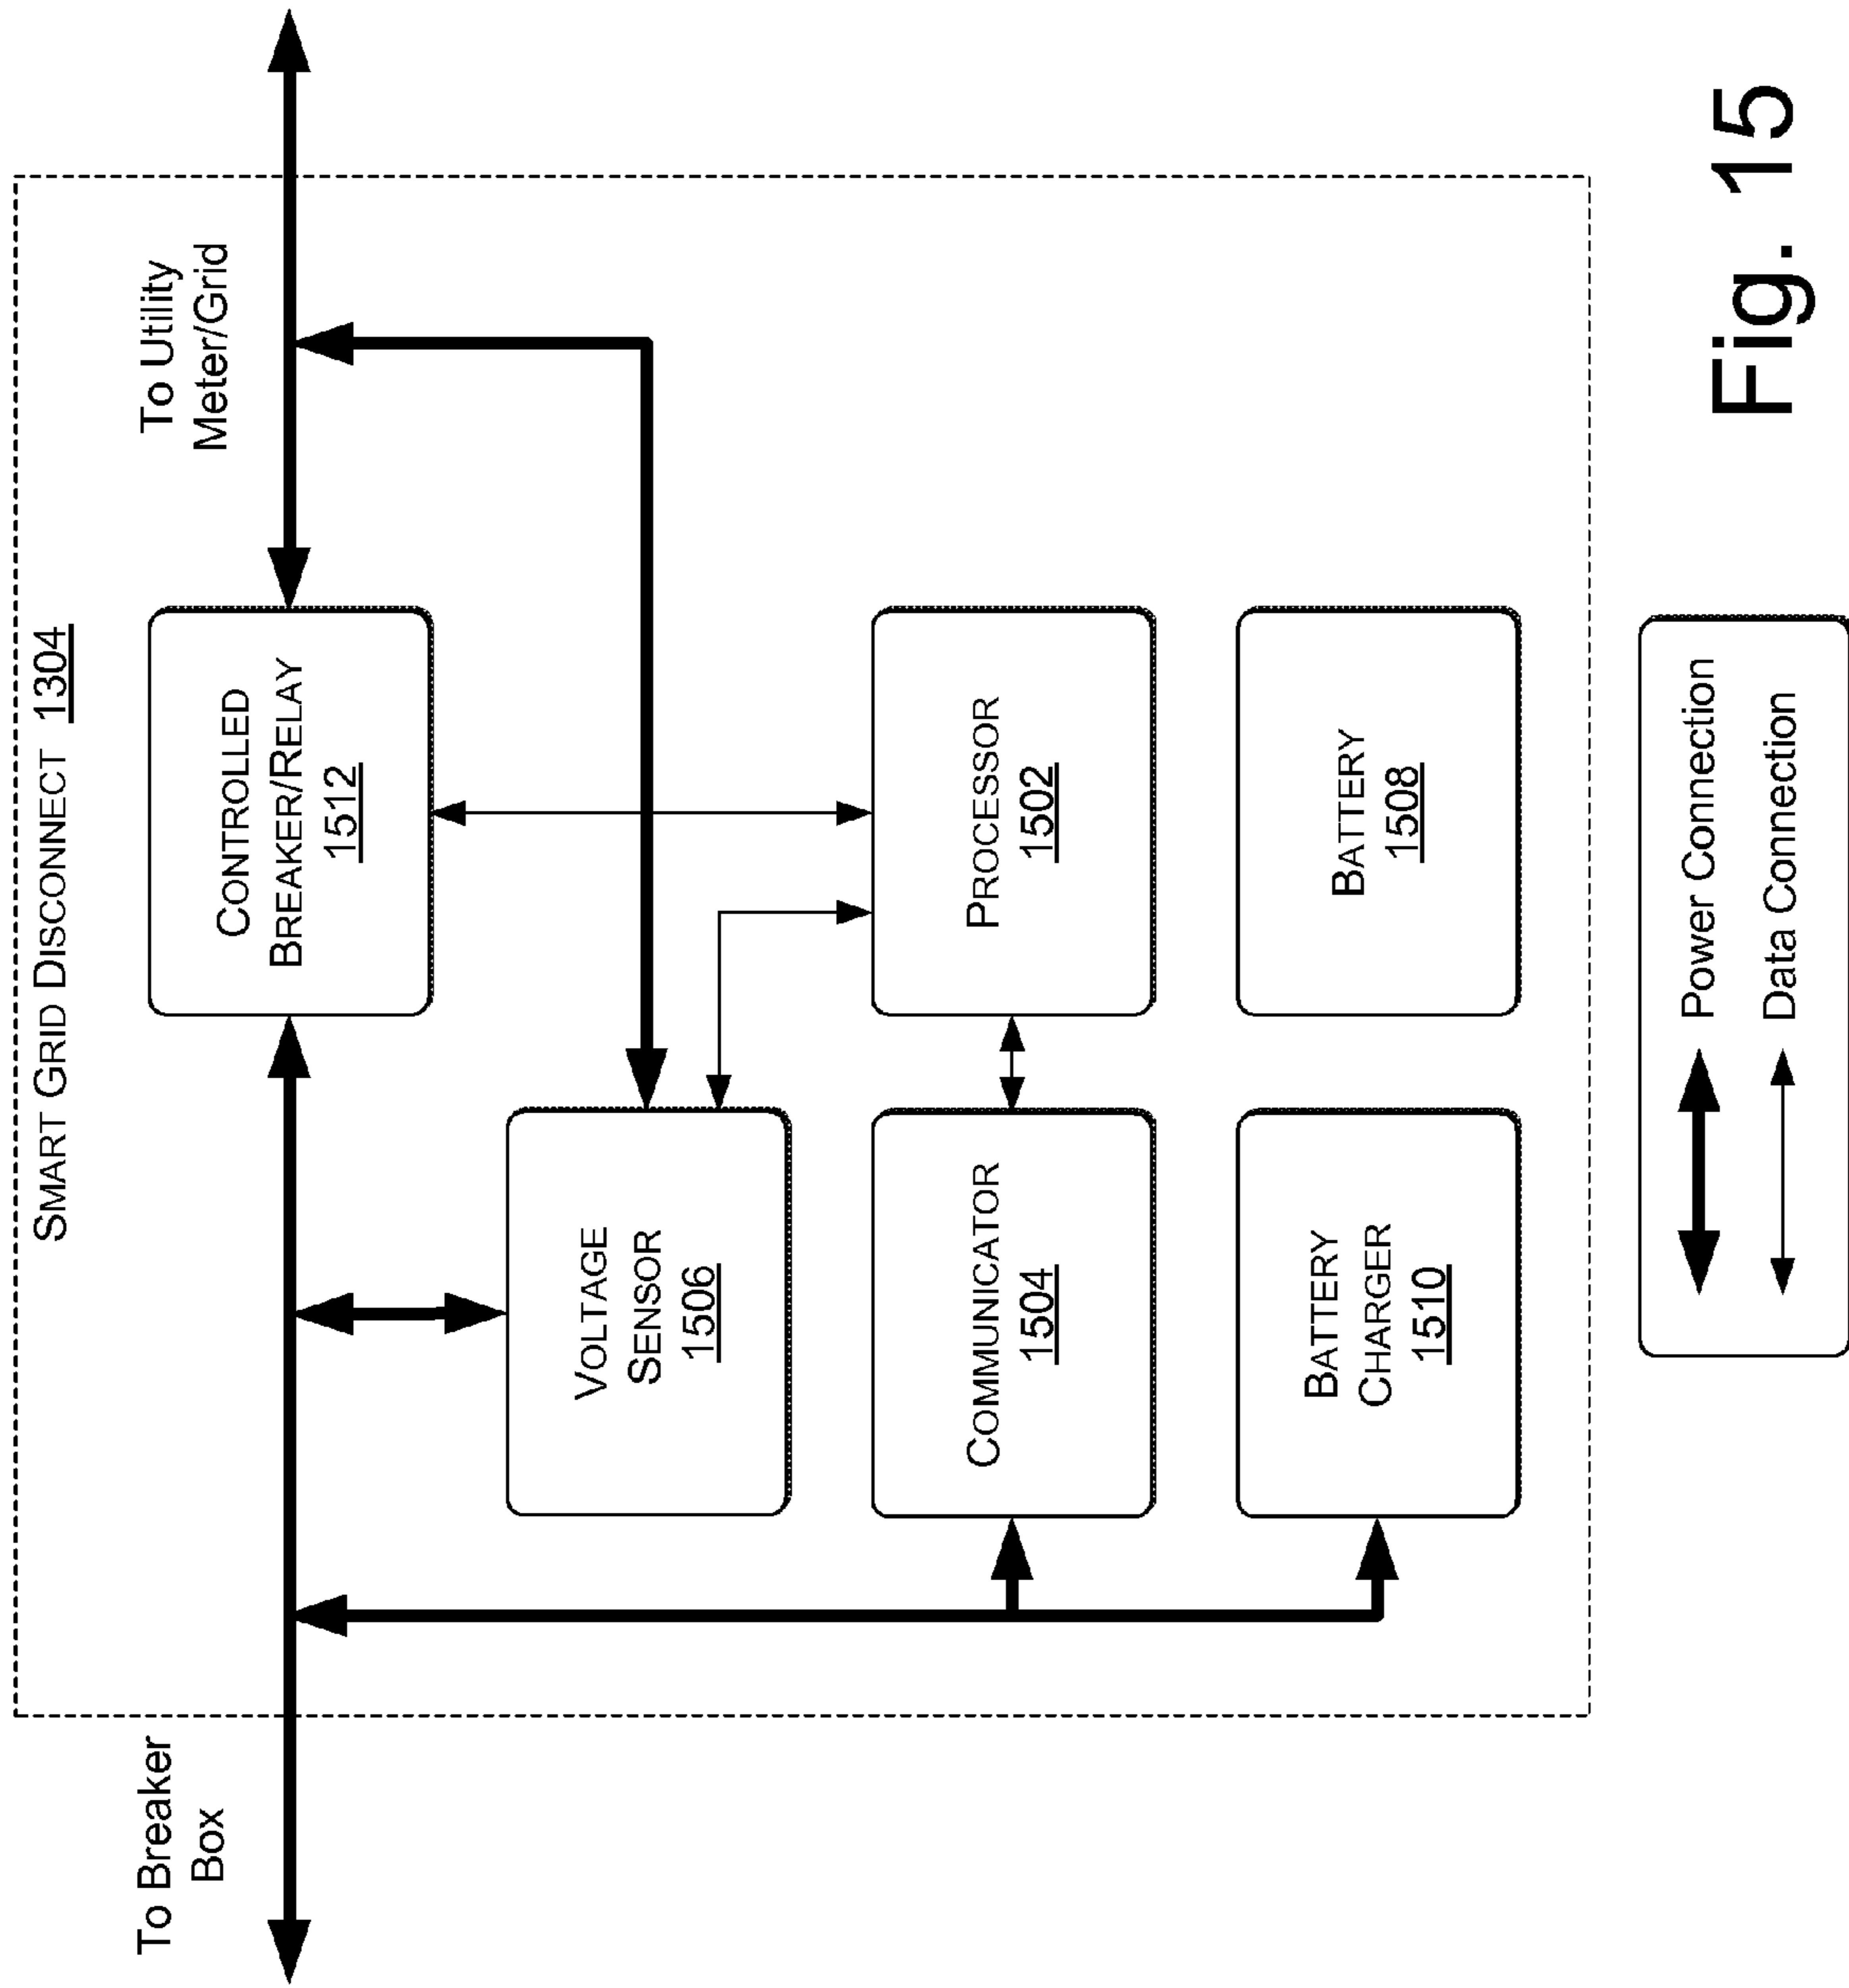 SMART GRID DISCONNECT 1304
To Breaker
Box
To Utility
Meter/Grid
CONTROLLED
BREAKER/RELAY
1512
VOLTAGE
SENSOR
1506
COMMUNICATOR
1504
PROCESSOR
1502
BATTERY
CHARGER
1510
BATTERY
1508
Power Connection
Data Connection
Fig. 15